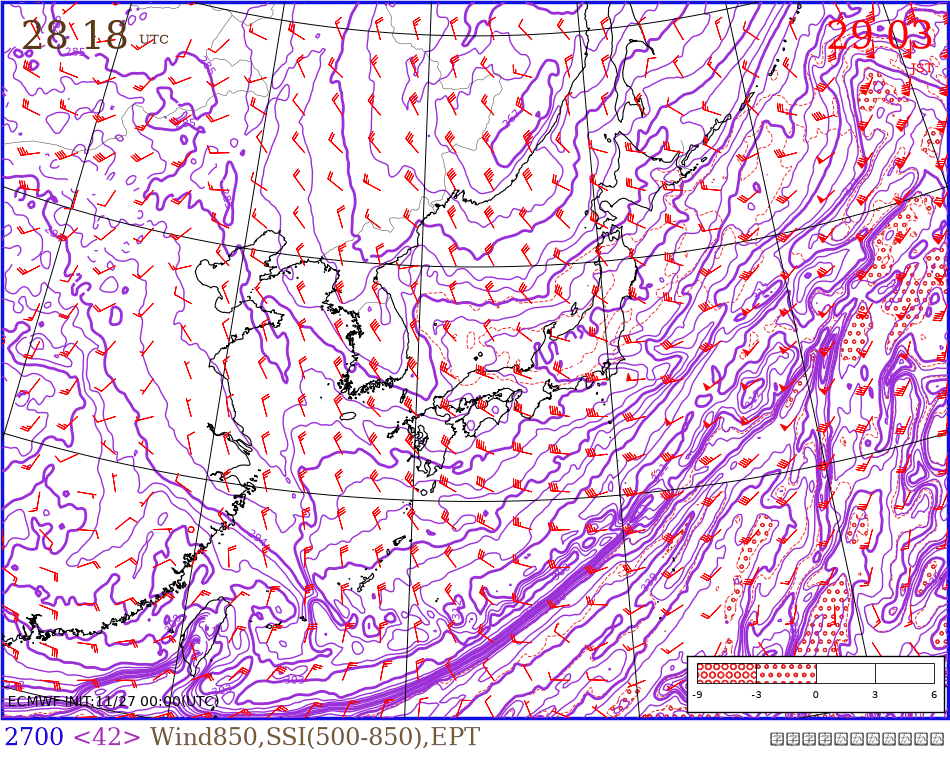 28 18 UTC
29 03
JST
ECMWF INIT:11/27 00:00(UTC)
-9 -3 0 3 6
2700 <42> Wind850,SSI(500-850),EPT